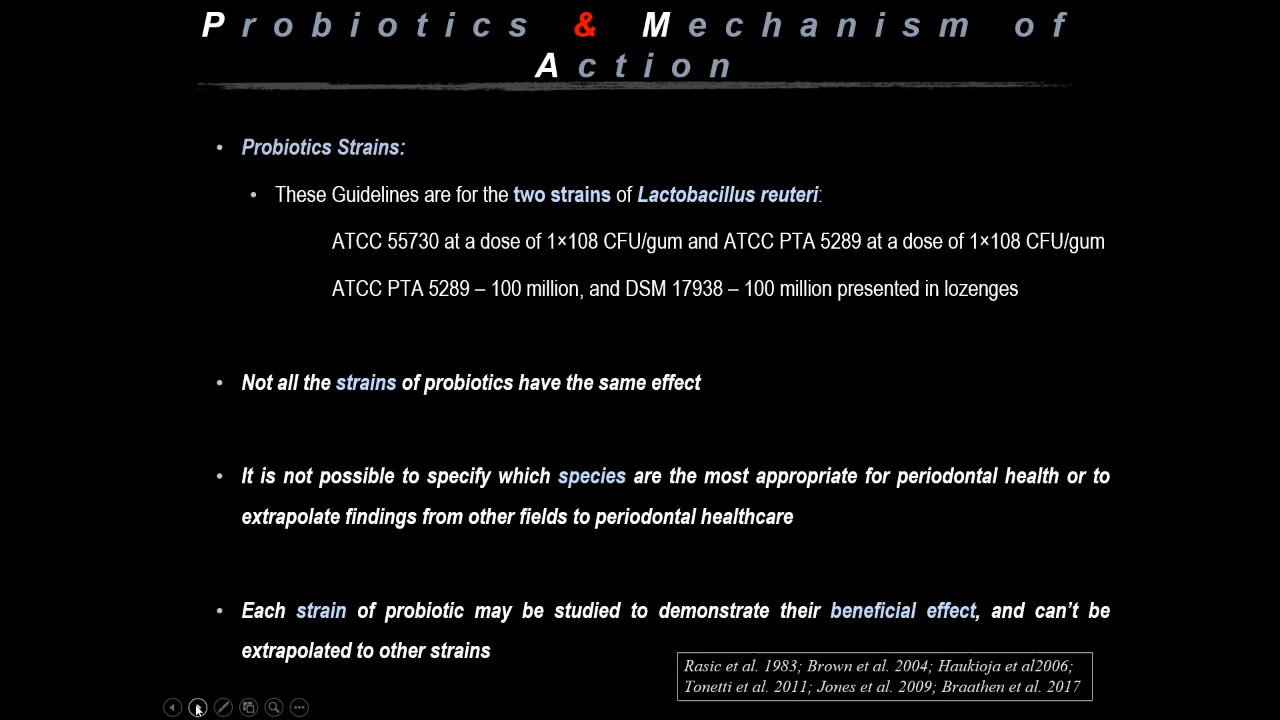 Probiotics & Mechanism of
Action
• Probiotics Strains:
• These Guidelines are for the two strains of Lactobacillus reuteri:
ATCC 55730 at a dose of 1×108 CFU/gum and ATCC PTA 5289 at a dose of 1×108 CFU/gum
ATCC PTA 5289 – 100 million, and DSM 17938 – 100 million presented in lozenges
• Not all the strains of probiotics have the same effect
• It is not possible to specify which species are the most appropriate for periodontal health or to
extrapolate findings from other fields to periodontal healthcare
• Each strain of probiotic may be studied to demonstrate their beneficial effect, and can’t be
extrapolated to other strains
Rasic et al. 1983; Brown et al. 2004; Haukioja et al2006;
Tonetti et al. 2011; Jones et al. 2009; Braathen et al. 2017